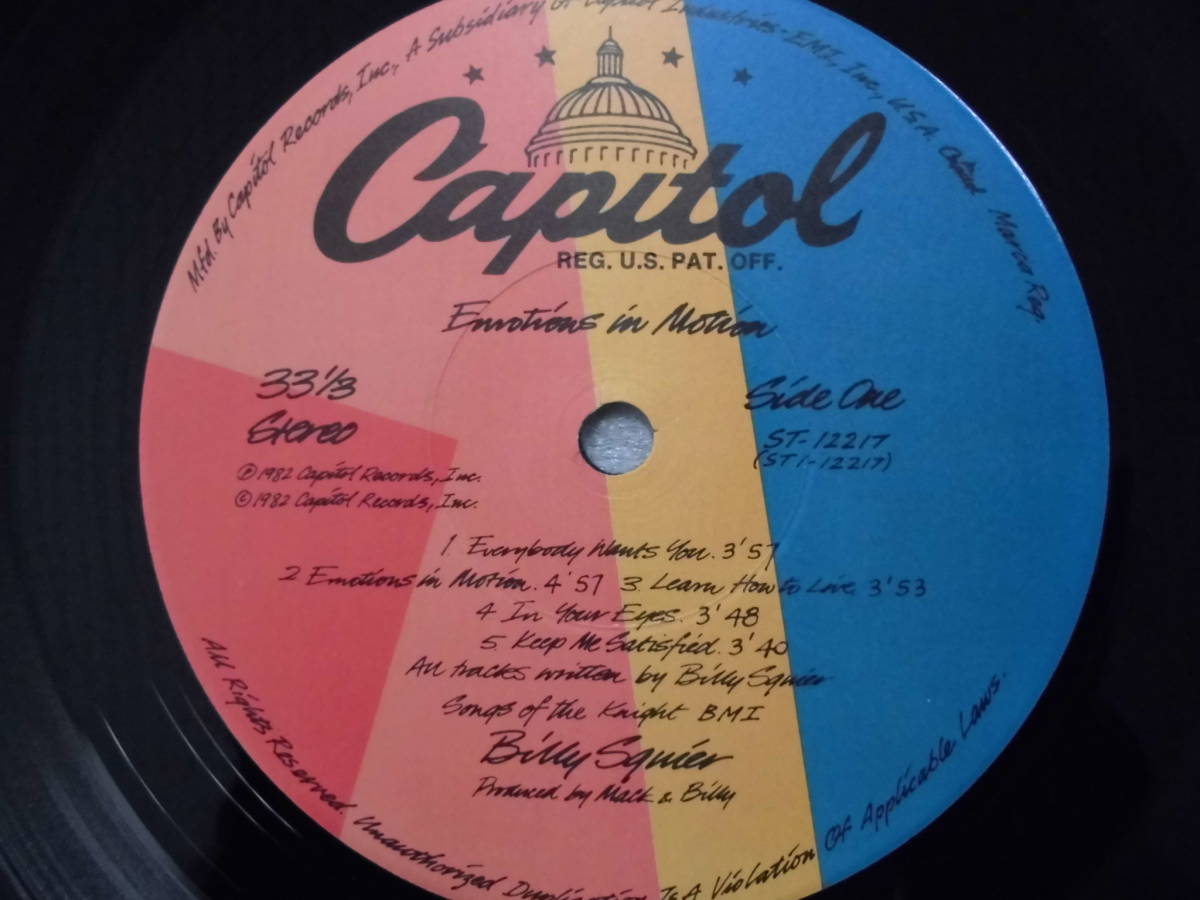 Mfd. By Capitol Records, Inc., A Subsidiary Of Capitol Industries-EMI, Inc., U.S.A. Marca Reg.
Capitol
REG. U.S. PAT. OFF.
Emotions in Motion
33 1/3
Stereo
Side One
ST-12217
(ST1-12217)
℗ 1982 Capitol Records, Inc.
© 1982 Capitol Records, Inc.
1. Everybody Wants You. 3'57
2 Emotions in Motion. 4'57 3. Learn How to Live 3'53
4 In Your Eyes. 3'48
5. Keep Me Satisfied. 3'40
All tracks written by Billy Squier
Songs of the Knight BMI
Billy Squier
Produced by Mack & Billy
All Rights Reserved. Unauthorized Duplication Is A Violation Of Applicable Laws.